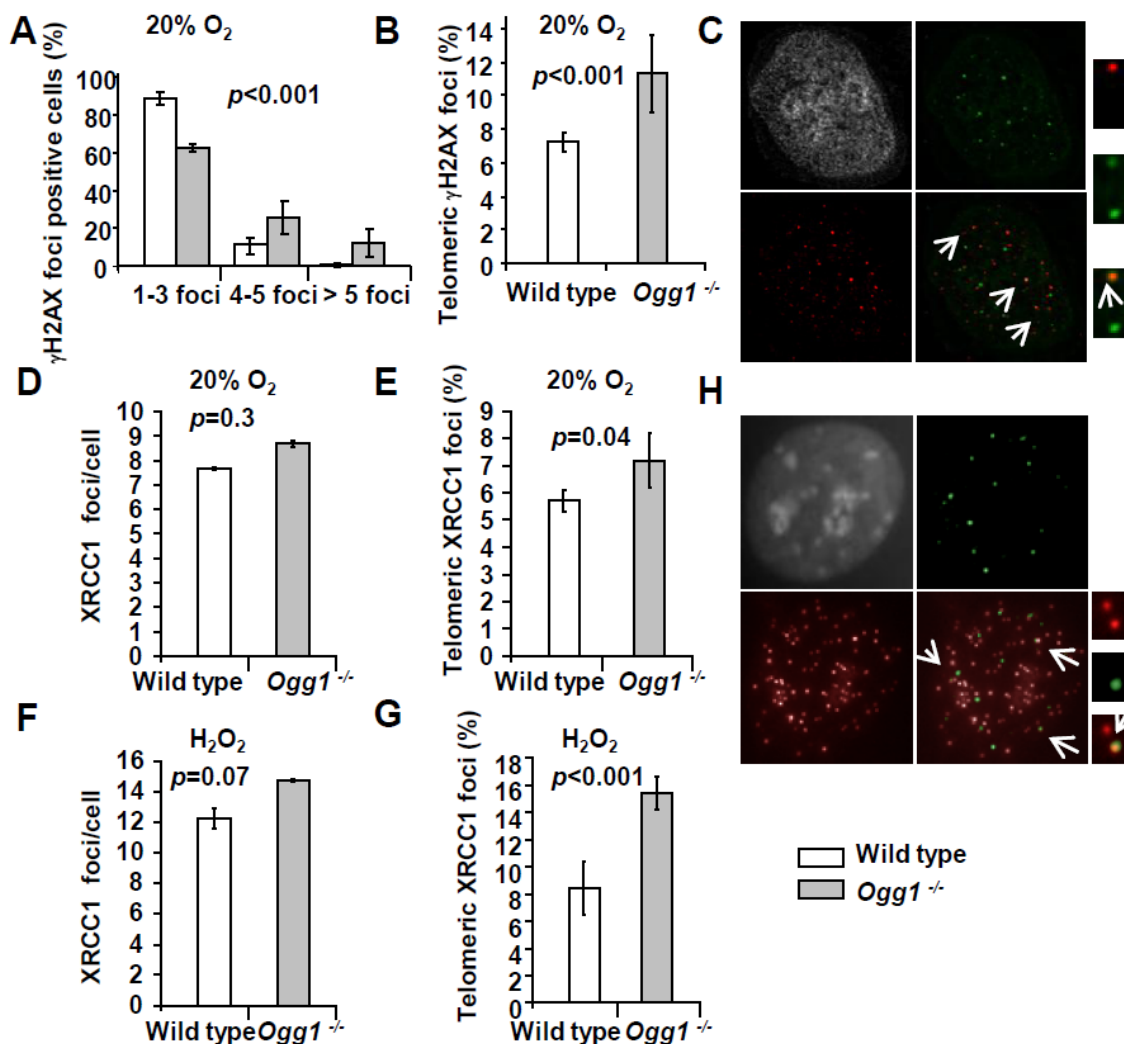 A
20% O2
γH2AX foci positive cells (%)
100
80
60
40
20
0
p<0.001
1-3 foci 4-5 foci > 5 foci
B
20% O2
Telomeric γH2AX foci (%)
14
12
10
8
6
4
2
0
p<0.001
Wild type Ogg1 -/-
C
D
20% O2
XRCC1 foci/cell
10
9
8
7
6
5
4
3
2
1
0
p=0.3
Wild type Ogg1 -/-
E
20% O2
Telomeric XRCC1 foci (%)
9
8
7
6
5
4
3
2
1
0
p=0.04
Wild type Ogg1 -/-
H
F
H2O2
XRCC1 foci/cell
16
14
12
10
8
6
4
2
0
p=0.07
Wild type Ogg1 -/-
G
H2O2
Telomeric XRCC1 foci (%)
18
16
14
12
10
8
6
4
2
0
p<0.001
Wild type Ogg1 -/-
Wild type
Ogg1 -/-